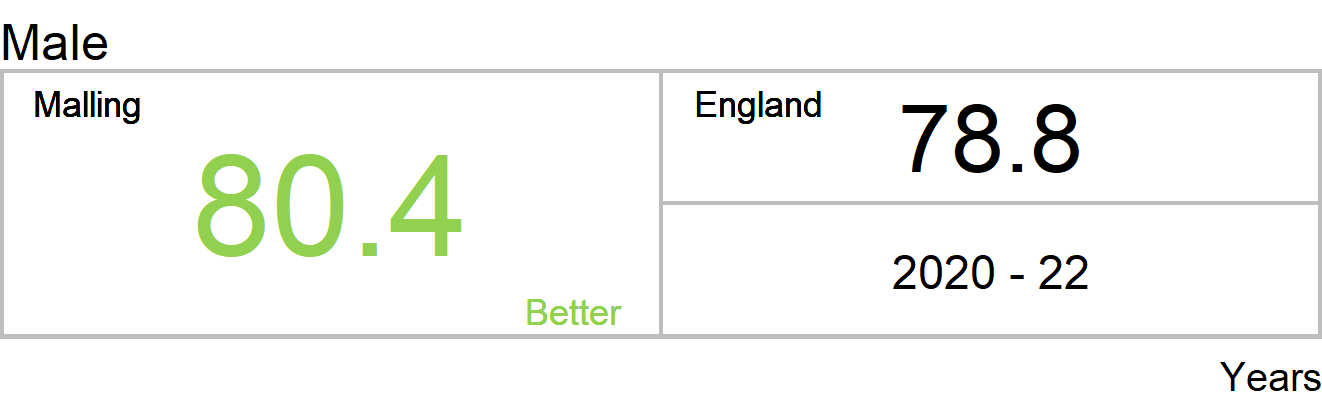 Male
Malling
England
78.8
80.4
2020 - 22
Better
Years